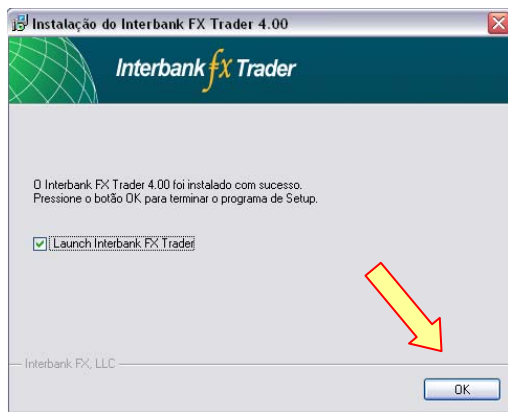 Instalação do Interbank FX Trader 4.00
Interbank fx Trader
O Interbank FX Trader 4.00 foi instalado com sucesso.
Pressione o botão OK para terminar o programa de Setup.
Launch Interbank FX Trader
Interbank FX, LLC
OK